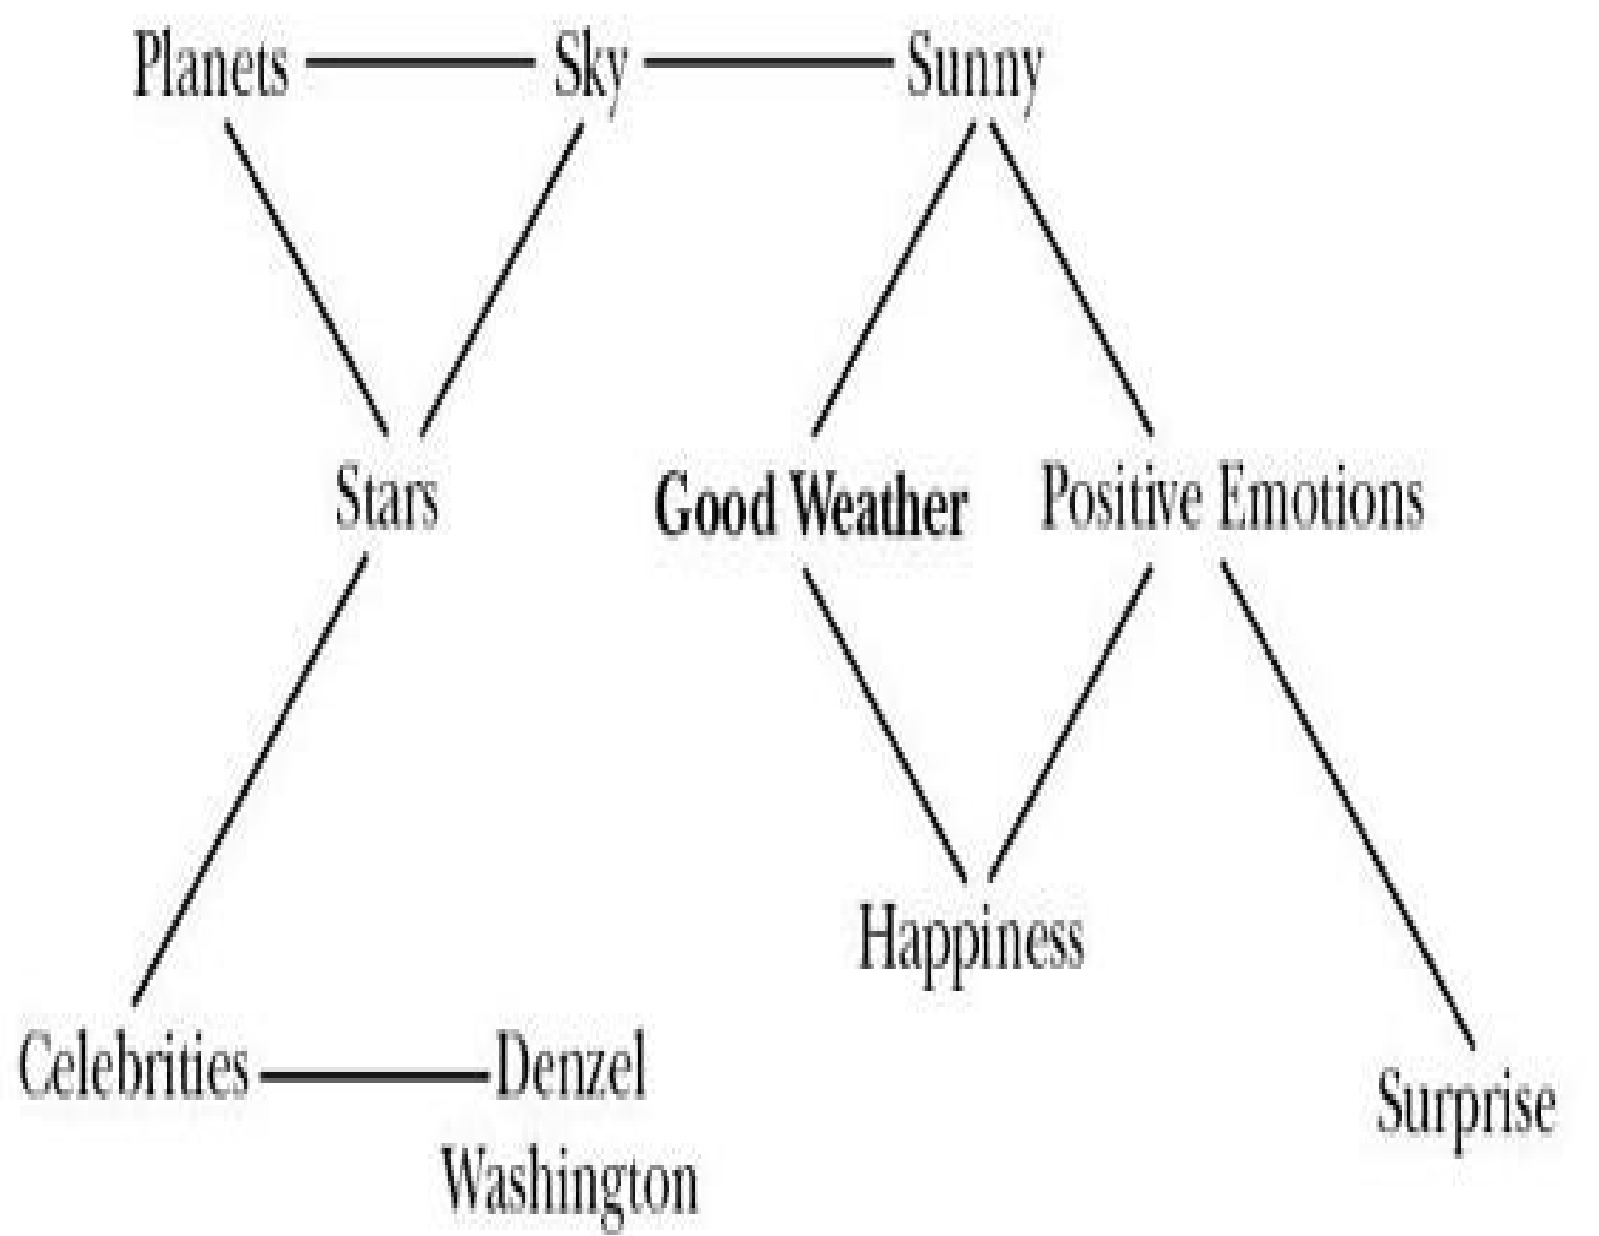 Planets Sky Sunny
Stars Good Weather Positive Emotions
Happiness
Celebrities Denzel
Washington
Surprise